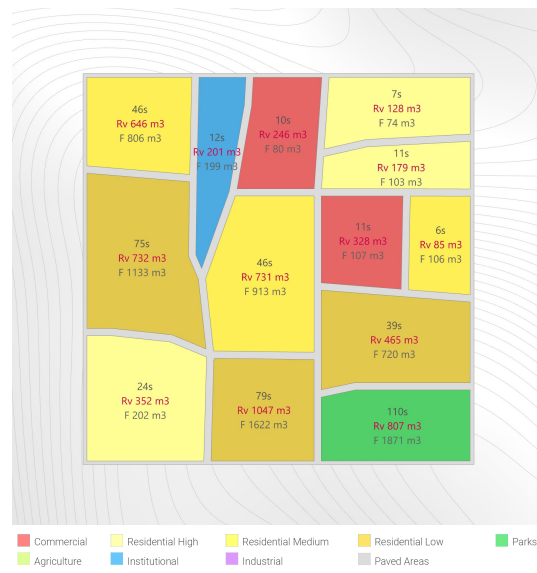 46s
Rv 646 m3
F 806 m3
12s
Rv 201 m3
F 199 m3
10s
Rv 246 m3
F 80 m3
7s
Rv 128 m3
F 74 m3
11s
Rv 179 m3
F 103 m3
75s
Rv 732 m3
F 1133 m3
46s
Rv 731 m3
F 913 m3
11s
Rv 328 m3
F 107 m3
6s
Rv 85 m3
F 106 m3
39s
Rv 465 m3
F 720 m3
24s
Rv 352 m3
F 202 m3
79s
Rv 1047 m3
F 1622 m3
110s
Rv 807 m3
F 1871 m3
Commercial
Residential High
Residential Medium
Residential Low
Parks
Agriculture
Institutional
Industrial
Paved Areas